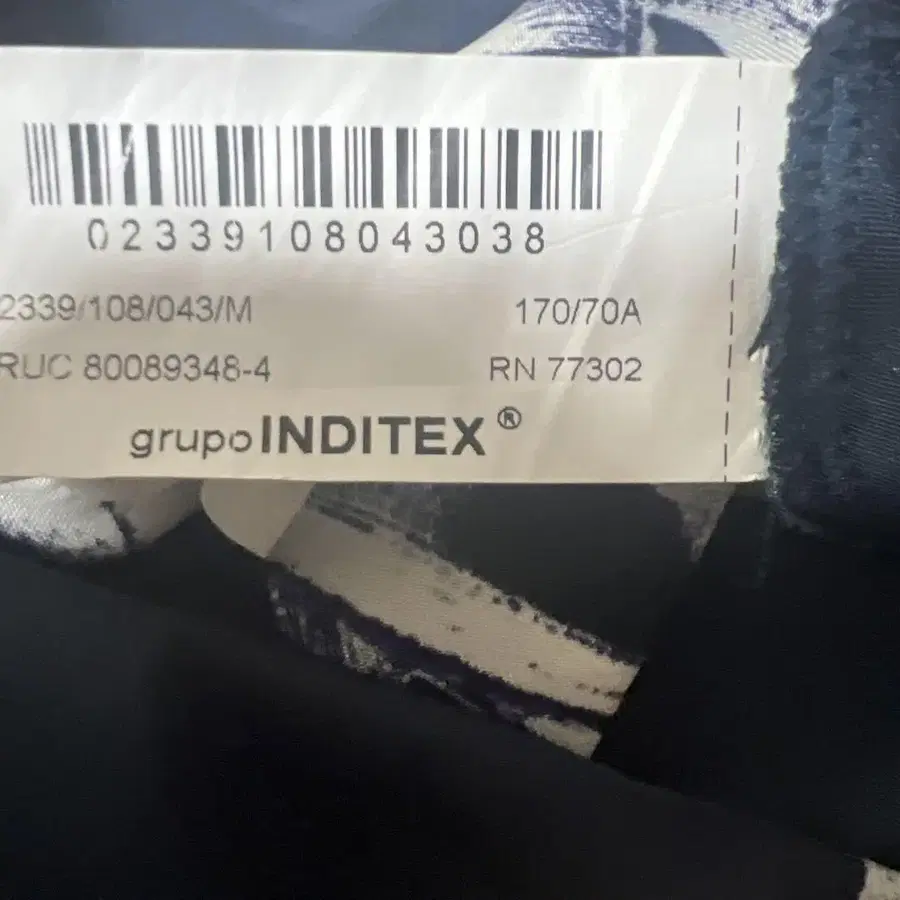 02339108043038
2339/108/043/M 170/70A
RUC 80089348-4 RN 77302
grupo INDITEX®